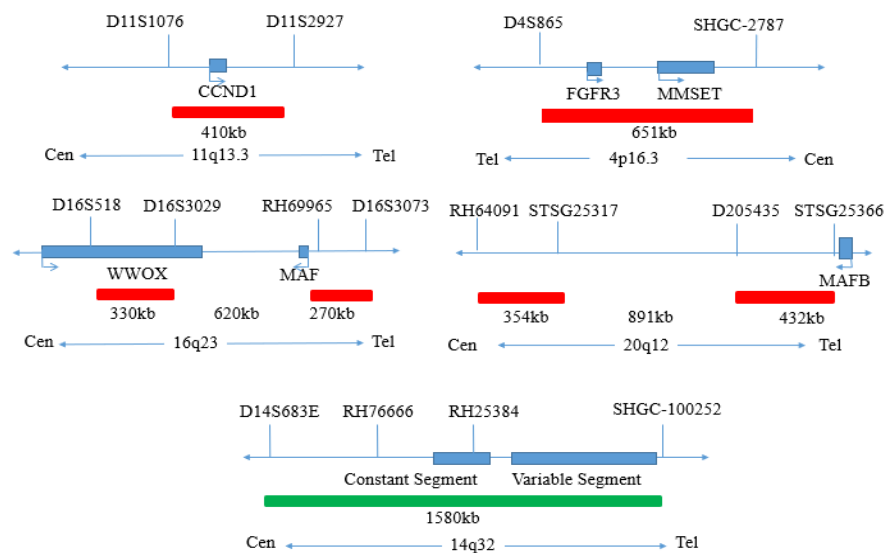 D11S1076 D11S2927
CCND1
410kb
Cen 11q13.3 Tel
D4S865 SHGC-2787
FGFR3 MMSET
651kb
Tel 4p16.3 Cen
D16S518 D16S3029 RH69965 D16S3073
WWOX MAF
330kb 620kb 270kb
Cen 16q23 Tel
RH64091 STSG25317 D205435 STSG25366
MAFB
354kb 891kb 432kb
Cen 20q12 Tel
D14S683E RH76666 RH25384 SHGC-100252
Constant Segment Variable Segment
1580kb
Cen 14q32 Tel